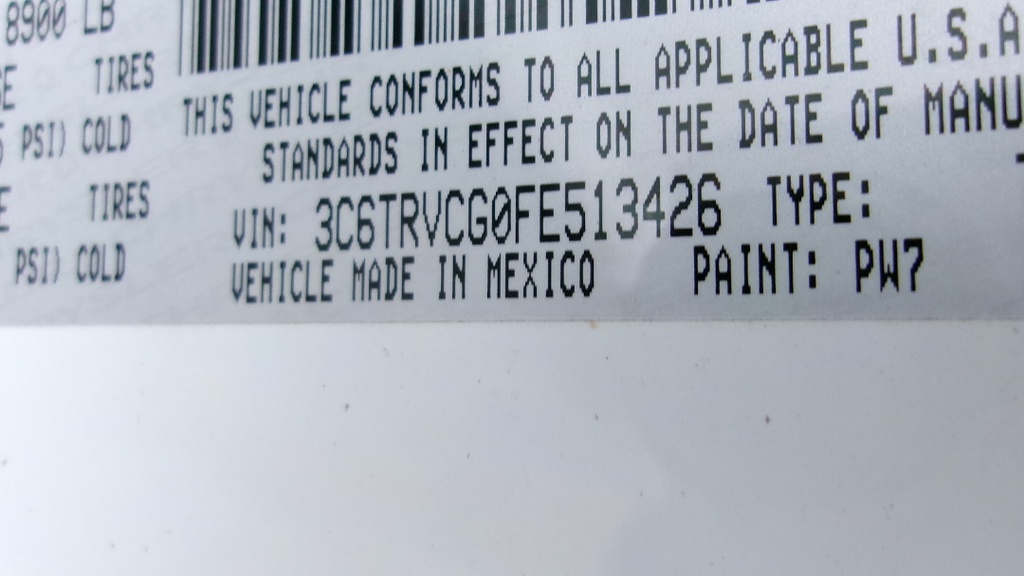 8900 LB
TIRES
THIS VEHICLE CONFORMS TO ALL APPLICABLE U.S.A
PSI) COLD
STANDARDS IN EFFECT ON THE DATE OF MANU
TIRES
VIN: 3C6TRVCG0FE513426 TYPE:
PSI) COLD
VEHICLE MADE IN MEXICO PAINT: PW7